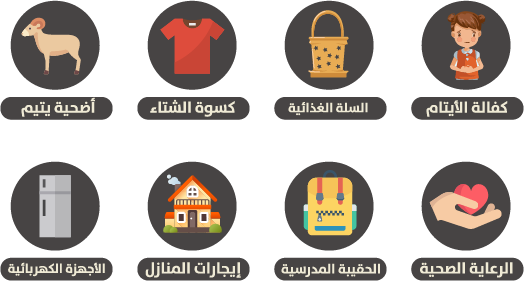 كفالة الأيتام
السلة الغذائية
كسوة الشتاء
أضحية يتيم
الرعاية الصحية
الحقيبة المدرسية
إيجارات المنازل
الأجهزة الكهربائية